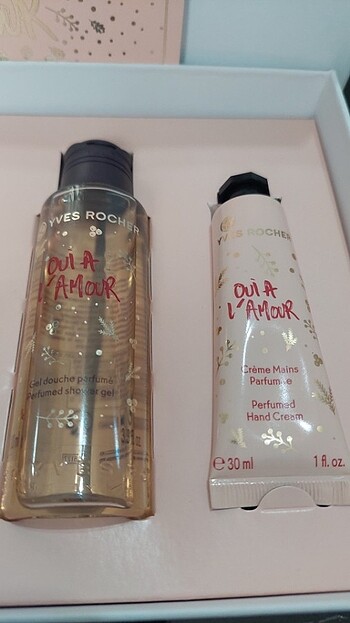 YVES ROCHER
OUI A
L'AMOUR
Gel douche parfumé
Perfumed shower gel
YVES ROCHER
OUI A
L'AMOUR
Crème Mains
Parfumée
Perfumed
Hand Cream
℮ 30 ml 1 fl. oz.